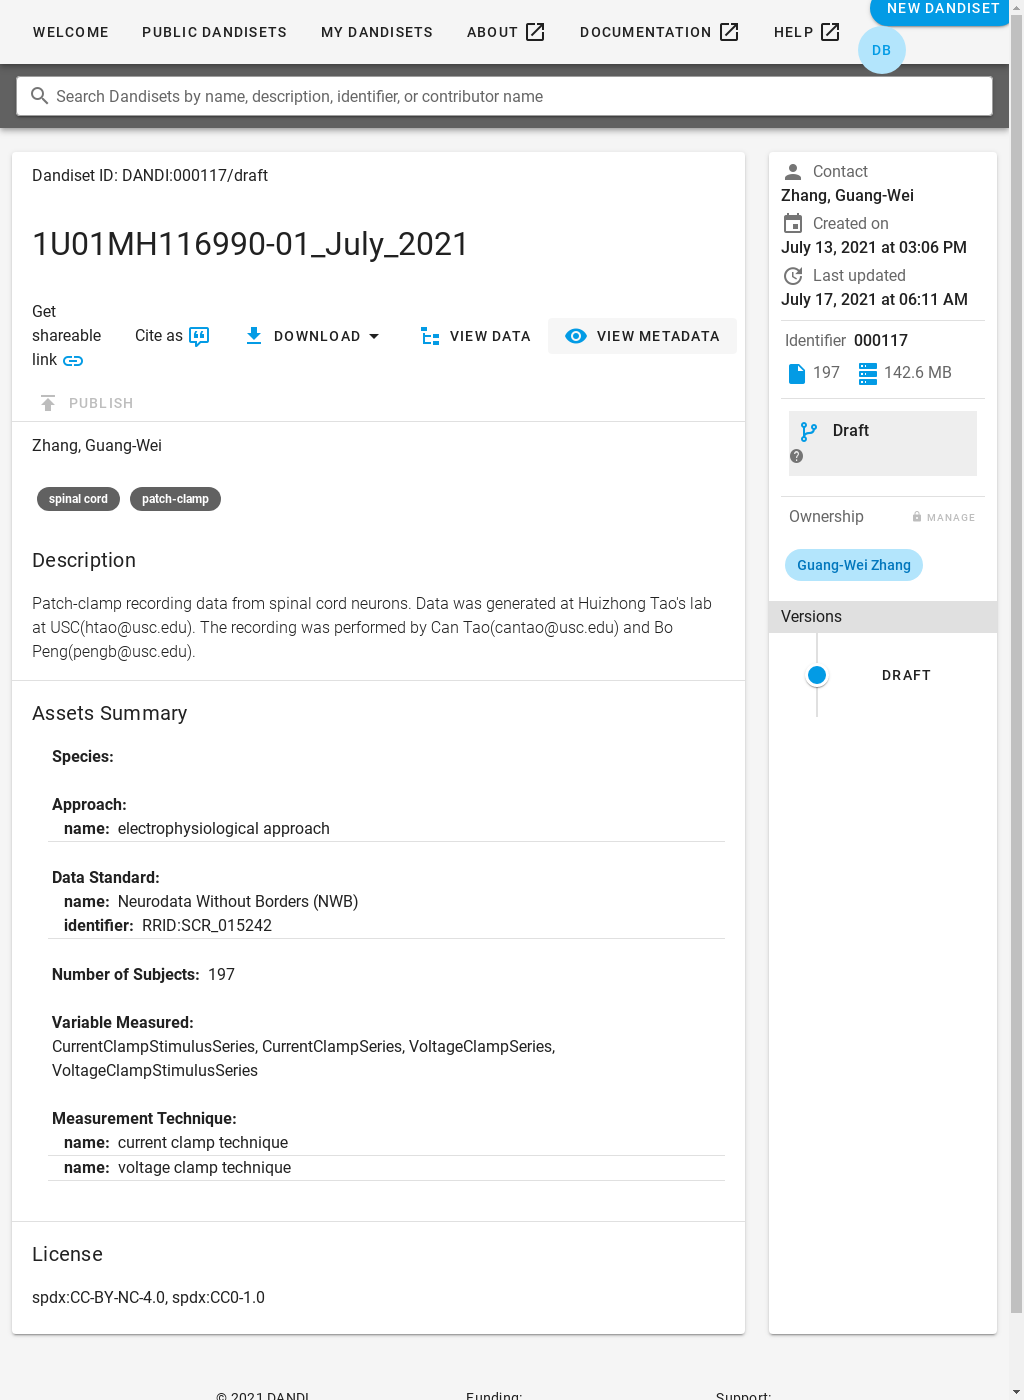 WELCOME PUBLIC DANDISETS MY DANDISETS ABOUT DOCUMENTATION HELP NEW DANDISET
DB
Search Dandisets by name, description, identifier, or contributor name
Dandiset ID: DANDI:000117/draft
1U01MH116990-01_July_2021
Get
shareable
link
Cite as
DOWNLOAD
VIEW DATA
VIEW METADATA
PUBLISH
Zhang, Guang-Wei
spinal cord patch-clamp
Description
Patch-clamp recording data from spinal cord neurons. Data was generated at Huizhong Tao's lab
at USC(htao@usc.edu). The recording was performed by Can Tao(cantao@usc.edu) and Bo
Peng(pengb@usc.edu).
Assets Summary
Species:
Approach:
name: electrophysiological approach
Data Standard:
name: Neurodata Without Borders (NWB)
identifier: RRID:SCR_015242
Number of Subjects: 197
Variable Measured:
CurrentClampStimulusSeries, CurrentClampSeries, VoltageClampSeries,
VoltageClampStimulusSeries
Measurement Technique:
name: current clamp technique
name: voltage clamp technique
License
spdx:CC-BY-NC-4.0, spdx:CC0-1.0
Contact
Zhang, Guang-Wei
Created on
July 13, 2021 at 03:06 PM
Last updated
July 17, 2021 at 06:11 AM
Identifier 000117
197 142.6 MB
Draft
Ownership MANAGE
Guang-Wei Zhang
Versions
DRAFT
© 2021 DANDI Funding: Support: